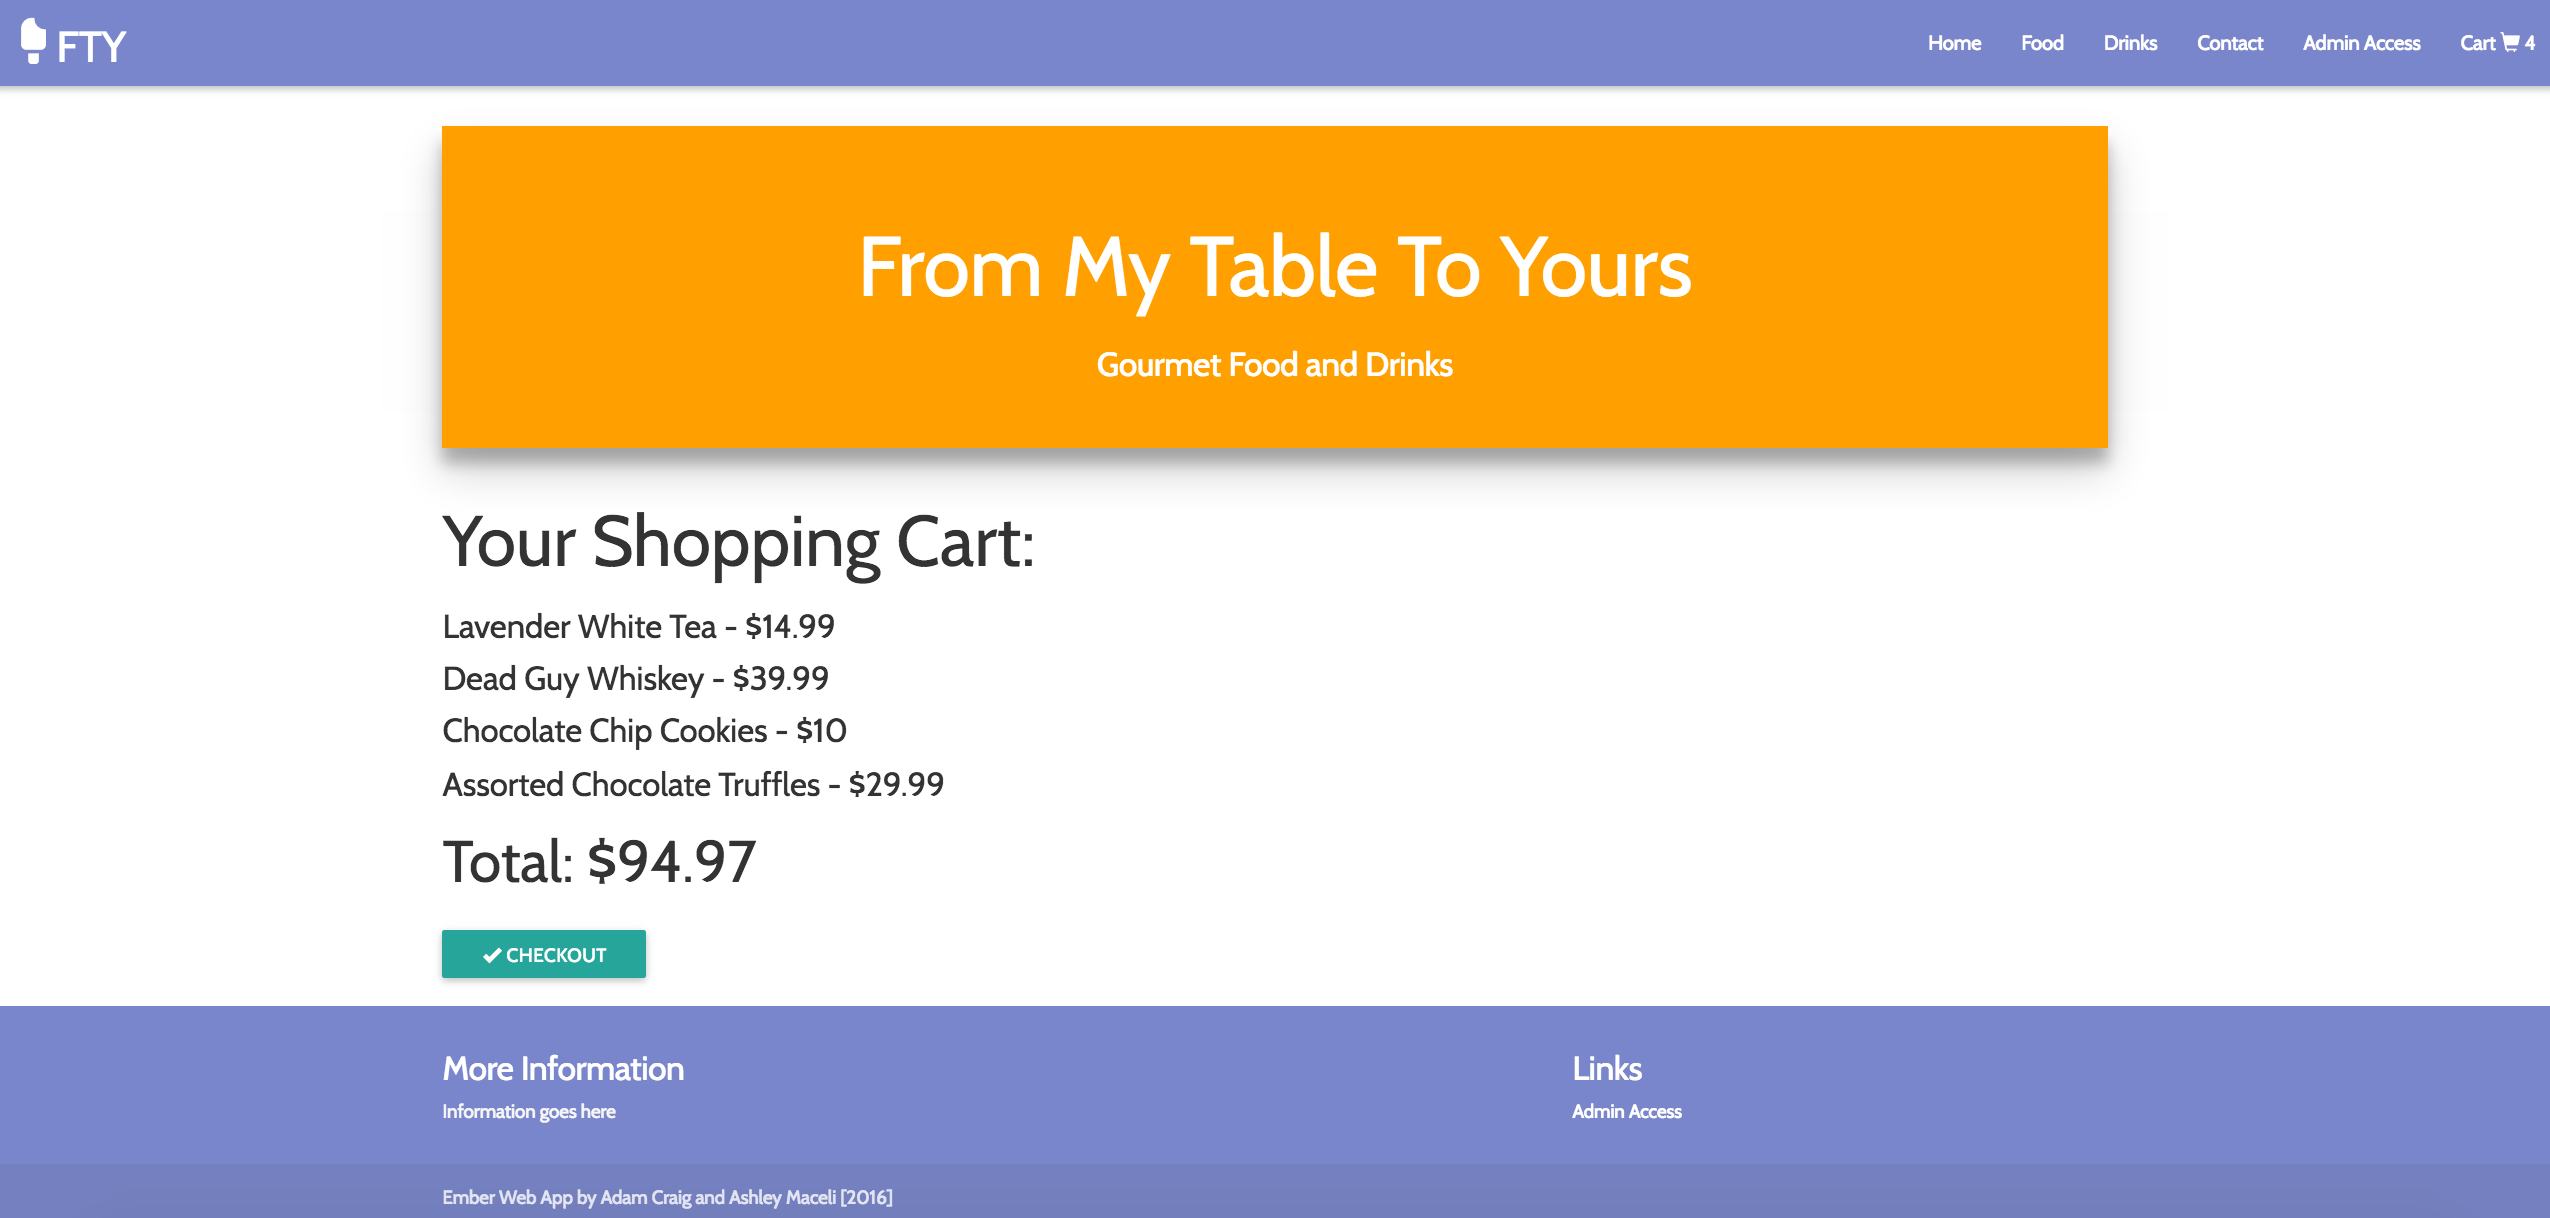 FTY
Home Food Drinks Contact Admin Access Cart 4
From My Table To Yours
Gourmet Food and Drinks
Your Shopping Cart:
Lavender White Tea - $14.99
Dead Guy Whiskey - $39.99
Chocolate Chip Cookies - $10
Assorted Chocolate Truffles - $29.99
Total: $94.97
CHECKOUT
More Information
Information goes here
Links
Admin Access
Ember Web App by Adam Craig and Ashley Maceli [2016]